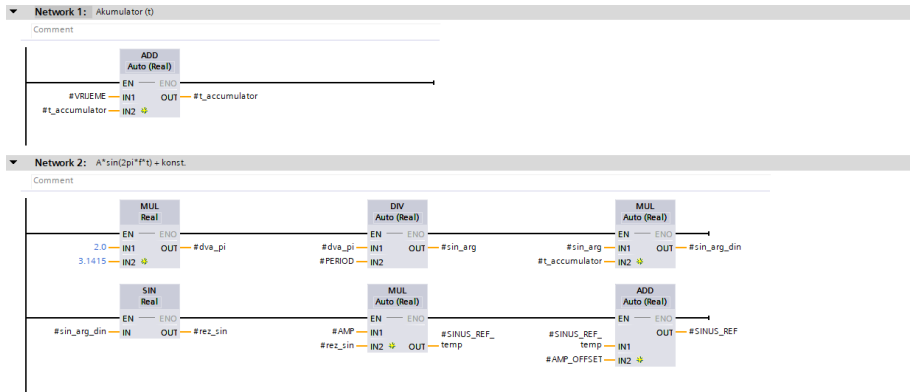 Network 1: Akumulator (t)
Comment
ADD
Auto (Real)
EN ENO
#VRIJEME IN1 OUT #t_accumulator
#t_accumulator IN2
Network 2: A*sin(2pi*f*t) + konst.
Comment
MUL DIV MUL
Real Auto (Real) Auto (Real)
EN ENO EN ENO EN ENO
2.0 IN1 OUT #dva_pi #dva_pi IN1 OUT #sin_arg #sin_arg IN1 OUT #sin_arg_din
3.1415 IN2 #PERIOD IN2 #t_accumulator IN2
SIN MUL ADD
Real Auto (Real) Auto (Real)
EN ENO EN ENO EN ENO
#sin_arg_din IN OUT #rez_sin #AMP IN1 #SINUS_REF_ #SINUS_REF_ OUT #SINUS_REF
#rez_sin IN2 OUT temp temp IN1
#AMP_OFFSET IN2